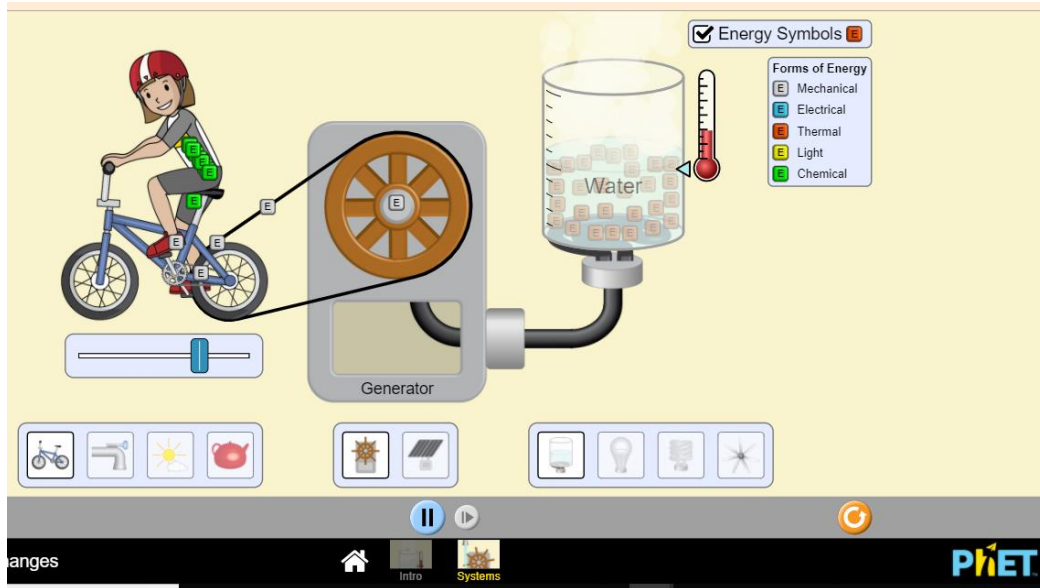 Energy Symbols E
Forms of Energy
E Mechanical
E Electrical
E Thermal
E Light
E Chemical
E
E
E
E
E
E
E
E
Water
Generator
anges
Intro
Systems
PhET